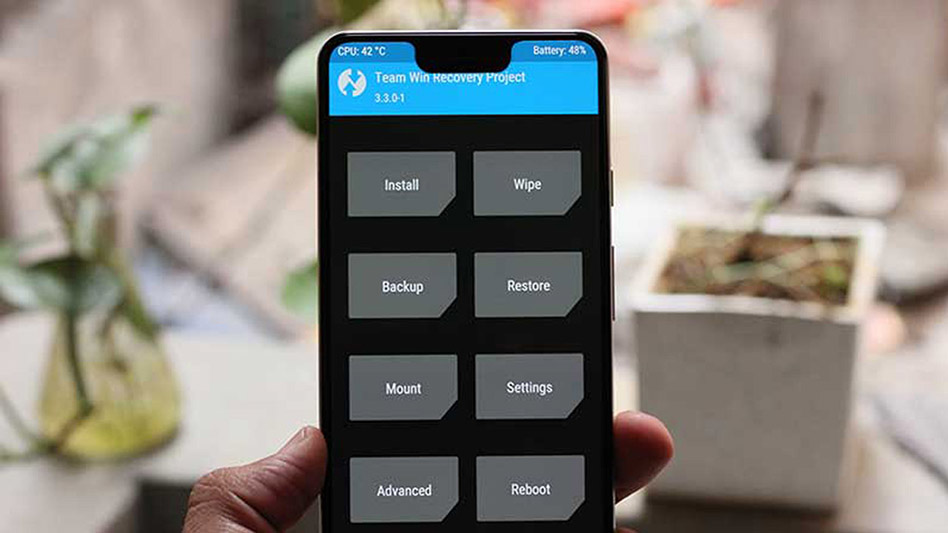 CPU: 42 °C Battery: 48%
Team Win Recovery Project
3.3.0-1
Install Wipe
Backup Restore
Mount Settings
Advanced Reboot